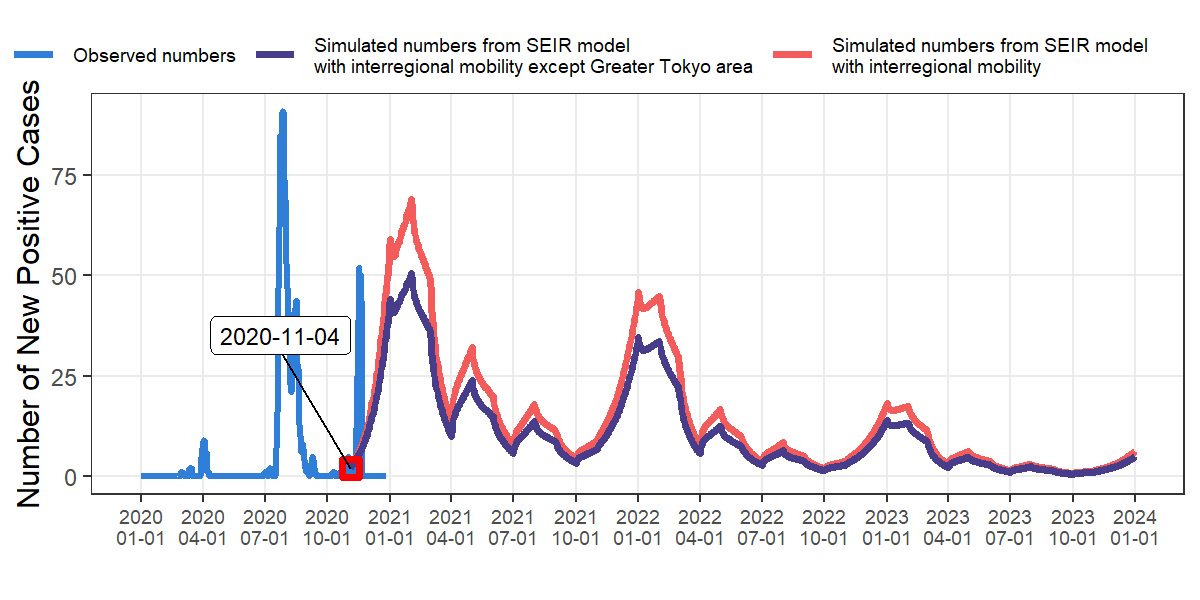 Observed numbers
Simulated numbers from SEIR model
with interregional mobility except Greater Tokyo area
Simulated numbers from SEIR model
with interregional mobility
Number of New Positive Cases
75
50
25
0
2020-11-04
2020 2020 2020 2020 2021 2021 2021 2021 2022 2022 2022 2022 2023 2023 2023 2023 2024
01-01 04-01 07-01 10-01 01-01 04-01 07-01 10-01 01-01 04-01 07-01 10-01 01-01 04-01 07-01 10-01 01-01